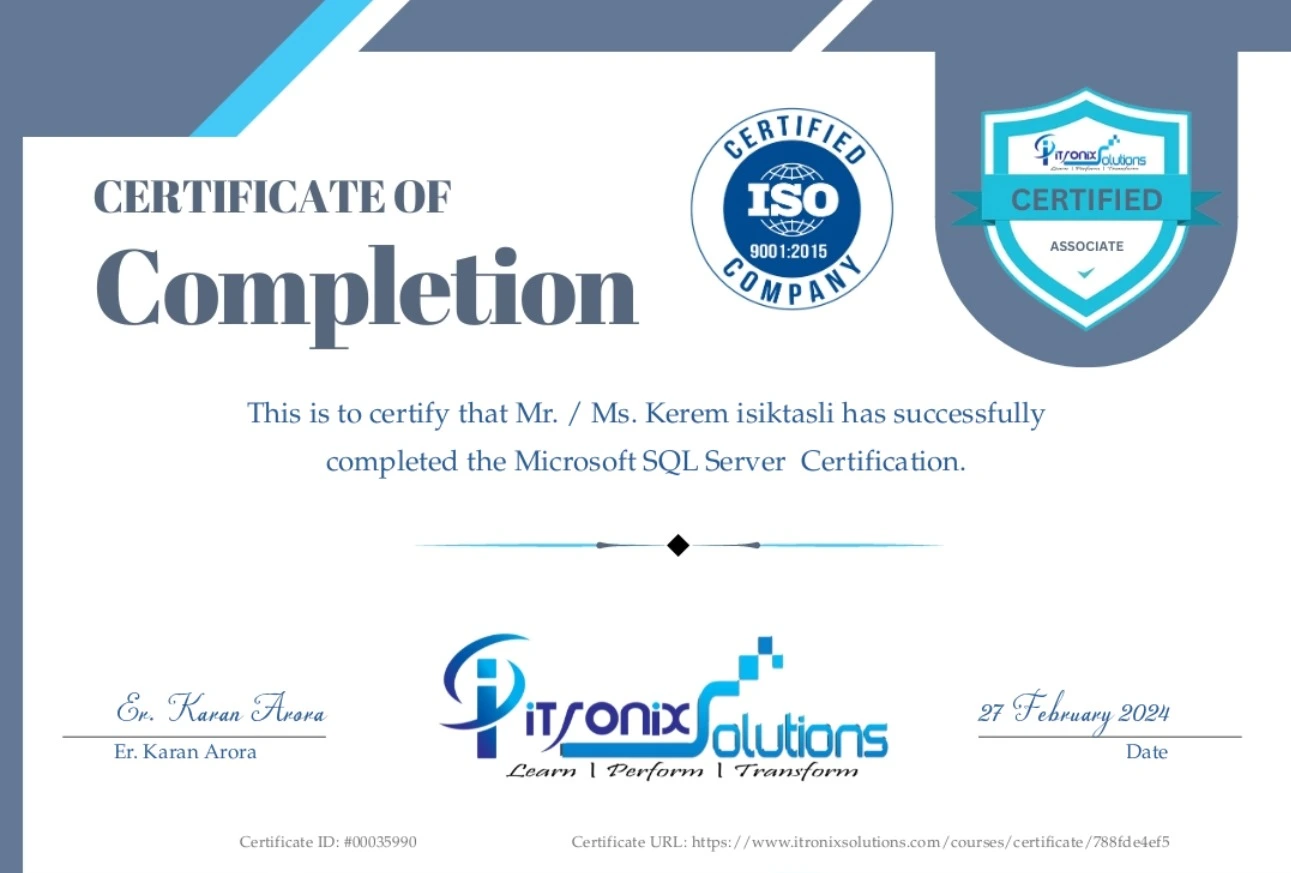 CERTIFICATE OF
Completion
CERTIFIED
ISO
9001:2015
COMPANY
iTronix Solutions
Learn | Perform | Transform
CERTIFIED
ASSOCIATE
This is to certify that Mr. / Ms. Kerem isiktasli has successfully
completed the Microsoft SQL Server  Certification.
Er. Karan Arora
Er. Karan Arora
iTronix Solutions
Learn | Perform | Transform
27 February 2024
Date
Certificate ID: #00035990
Certificate URL: https://www.itronixsolutions.com/courses/certificate/788fde4ef5